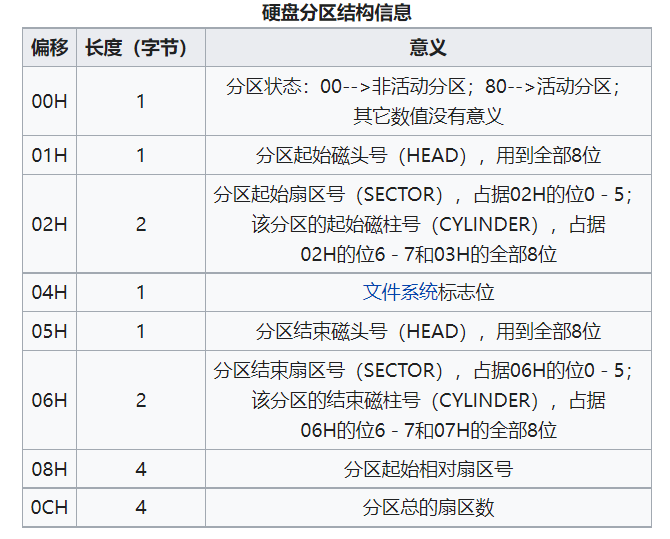 硬盘分区结构信息
偏移 长度（字节） 意义
00H 1 分区状态：00-->非活动分区；80-->活动分区；
其它数值没有意义
01H 1 分区起始磁头号（HEAD），用到全部8位
02H 2 分区起始扇区号（SECTOR），占据02H的位0－5；
该分区的起始磁柱号（CYLINDER），占据
02H的位6－7和03H的全部8位
04H 1 文件系统标志位
05H 1 分区结束磁头号（HEAD），用到全部8位
06H 2 分区结束扇区号（SECTOR），占据06H的位0－5；
该分区的结束磁柱号（CYLINDER），占据
06H的位6－7和07H的全部8位
08H 4 分区起始相对扇区号
0CH 4 分区总的扇区数